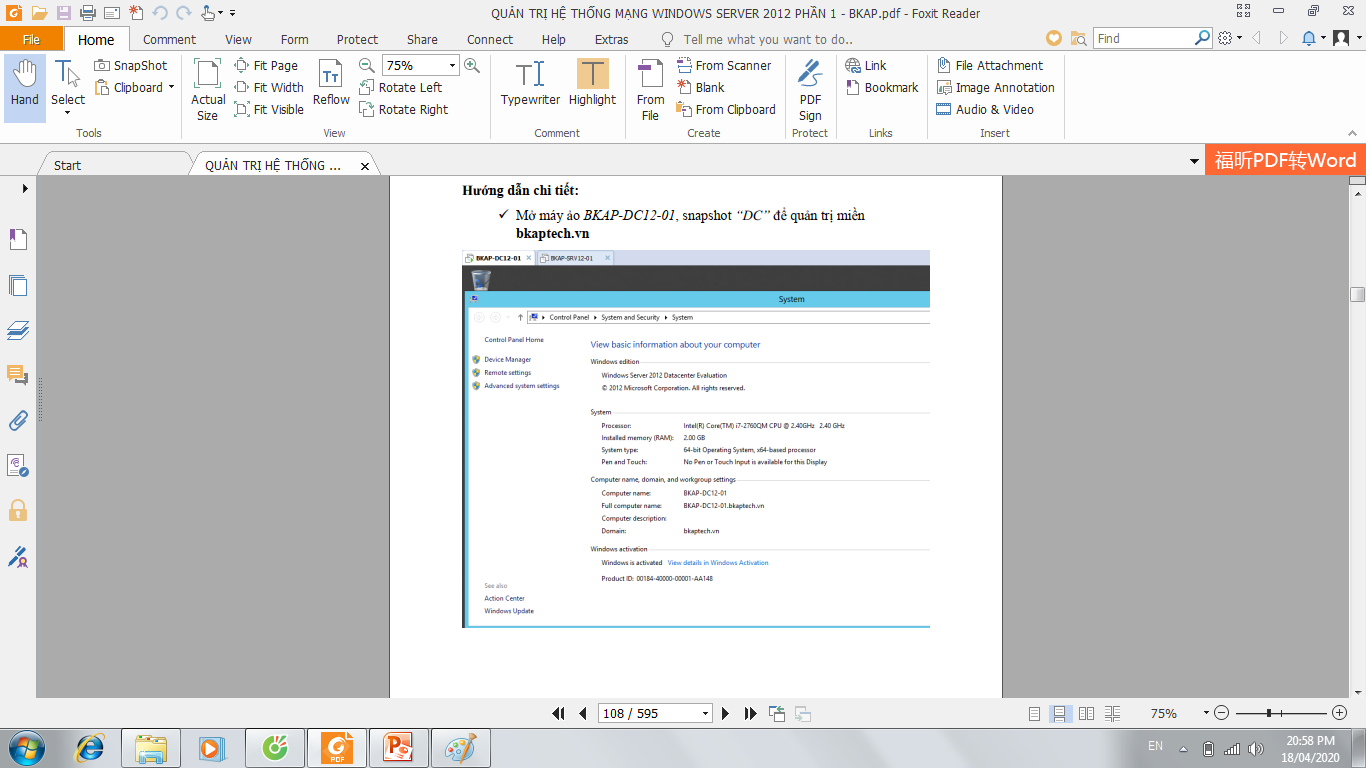 QUẢN TRỊ HỆ THỐNG MẠNG WINDOWS SERVER 2012 PHẦN 1 - BKAP.pdf - Foxit Reader
File Home Comment View Form Protect Share Connect Help Extras Tell me what you want to do.. Find
Hand Select SnapShot Clipboard
Actual Size Fit Page Fit Width Fit Visible Reflow 75% Rotate Left Rotate Right
Typewriter Highlight
From File From Scanner Blank From Clipboard
PDF Sign
Link Bookmark
File Attachment Image Annotation Audio & Video
Tools View Comment Create Protect Links Insert
Start QUẢN TRỊ HỆ THỐNG ... 福昕PDF转Word
Hướng dẫn chi tiết:
✓ Mở máy ảo BKAP-DC12-01, snapshot “DC” để quản trị miền
bkaptech.vn
BKAP-DC12-01 BKAP-SRV12-01
System
Control Panel System and Security System
Control Panel Home
Device Manager
Remote settings
Advanced system settings
View basic information about your computer
Windows edition
Windows Server 2012 Datacenter Evaluation
© 2012 Microsoft Corporation. All rights reserved.
System
Processor: Intel(R) Core(TM) i7-2760QM CPU @ 2.40GHz 2.40 GHz
Installed memory (RAM): 2.00 GB
System type: 64-bit Operating System, x64-based processor
Pen and Touch: No Pen or Touch Input is available for this Display
Computer name, domain, and workgroup settings
Computer name: BKAP-DC12-01
Full computer name: BKAP-DC12-01.bkaptech.vn
Computer description:
Domain: bkaptech.vn
Windows activation
Windows is activated View details in Windows Activation
Product ID: 00184-40000-00001-AA148
See also
Action Center
Windows Update
108 / 595 75%
EN 20:58 PM
18/04/2020